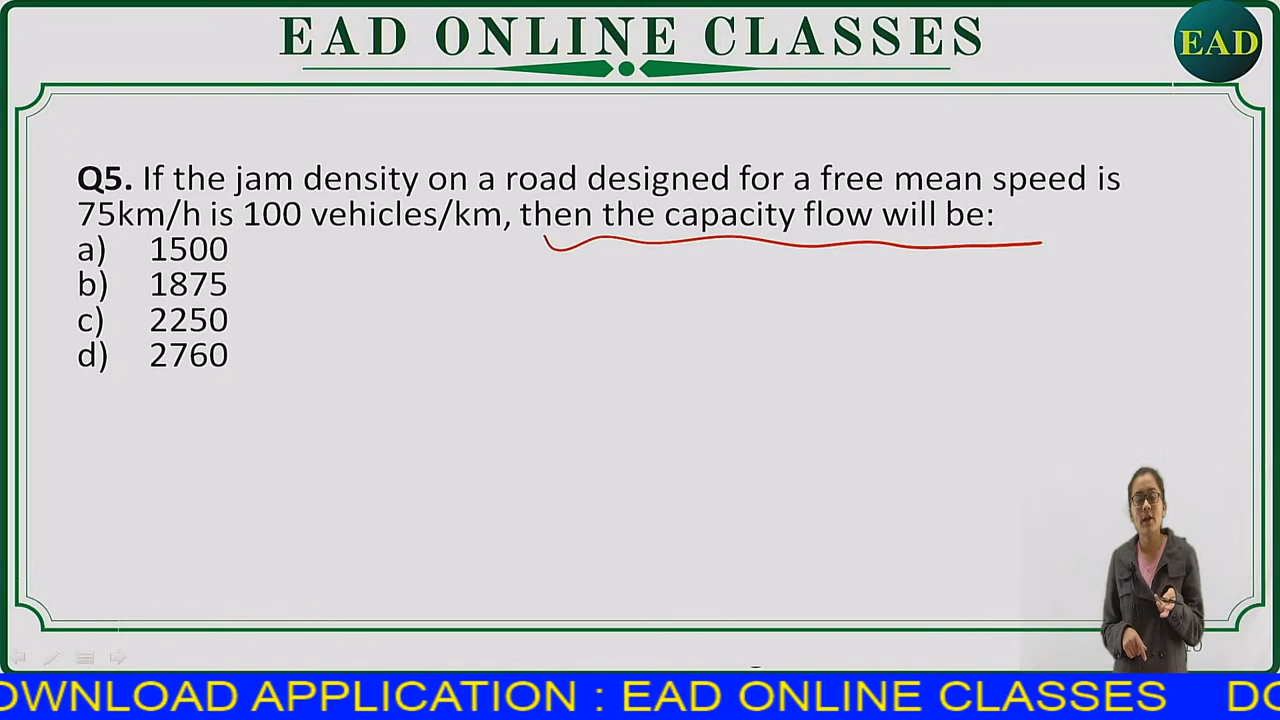 EAD ONLINE CLASSES
EAD
Q5. If the jam density on a road designed for a free mean speed is
75km/h is 100 vehicles/km, then the capacity flow will be:
a) 1500
b) 1875
c) 2250
d) 2760
OWNLOAD APPLICATION : EAD ONLINE CLASSES DO